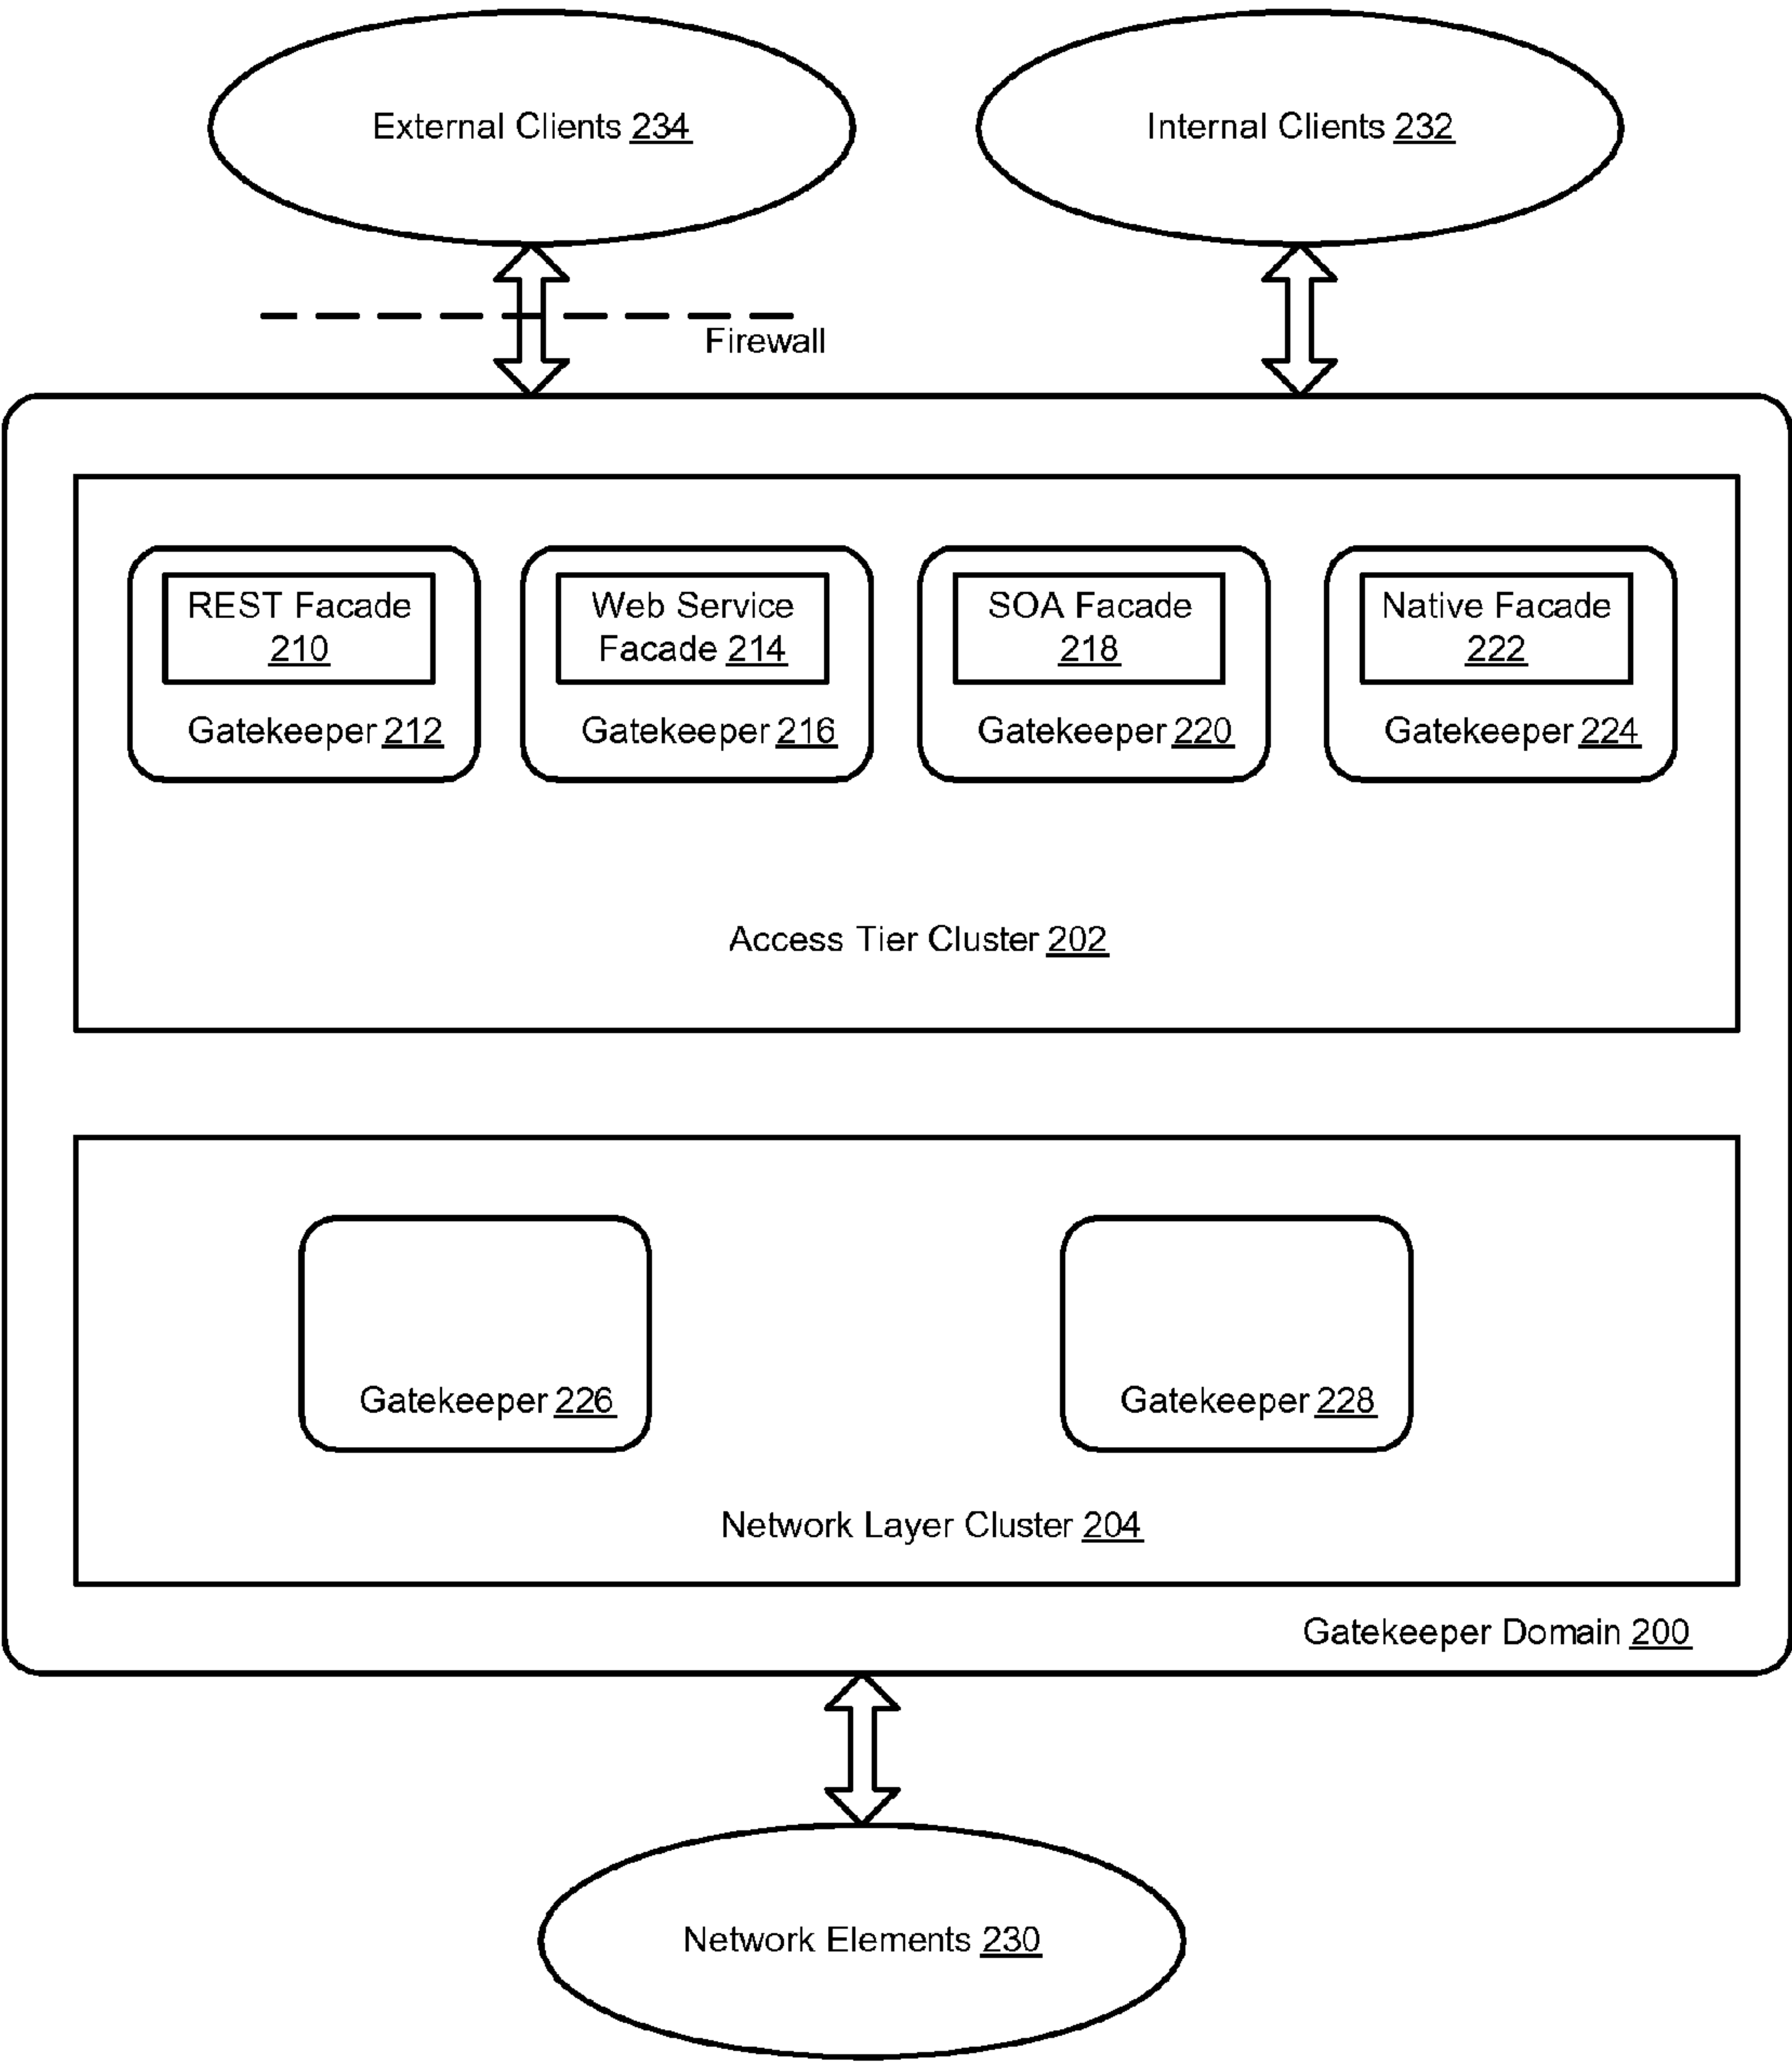 External Clients 234
Internal Clients 232
Firewall
REST Facade
210
Gatekeeper 212
Web Service
Facade 214
Gatekeeper 216
SOA Facade
218
Gatekeeper 220
Native Facade
222
Gatekeeper 224
Access Tier Cluster 202
Gatekeeper 226
Gatekeeper 228
Network Layer Cluster 204
Gatekeeper Domain 200
Network Elements 230